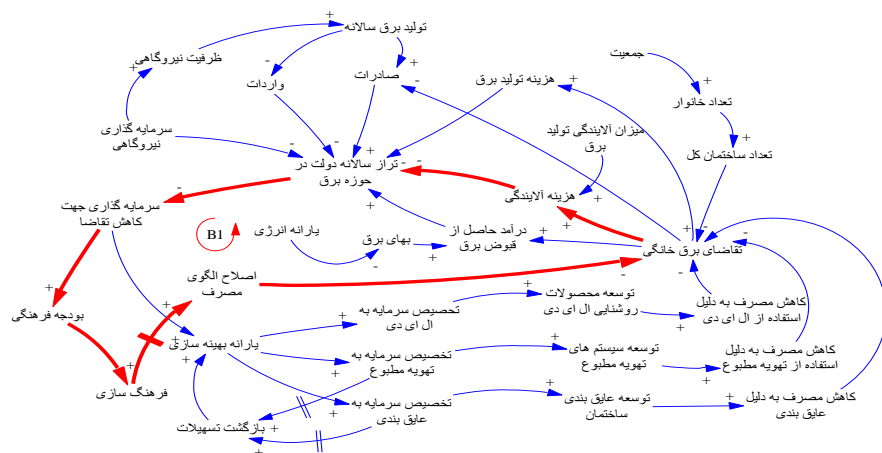 تولید برق سالانه
ظرفیت نیروگاهی
واردات
صادرات
هزینه تولید برق
جمعیت
تعداد خانوار
تعداد ساختمان کل
سرمایه گذاری
نیروگاهی
میزان آلایندگی تولید
برق
تراز سالانه دولت در
حوزه برق
هزینه آلایندگی
سرمایه گذاری جهت
کاهش تقاضا
B1
یارانه انرژی
بهای برق
درآمد حاصل از
قبوض برق
تقاضای برق خانگی
اصلاح الگوی
مصرف
بودجه فرهنگی
فرهنگ سازی
یارانه بهینه سازی
بازگشت تسهیلات
تخصیص سرمایه به
ال ای دی
توسعه محصولات
روشنایی ال ای دی
کاهش مصرف به دلیل
استفاده از ال ای دی
تخصیص سرمایه به
تهویه مطبوع
توسعه سیستم های
تهویه مطبوع
کاهش مصرف به دلیل
استفاده از تهویه مطبوع
تخصیص سرمایه به
عایق بندی
توسعه عایق بندی
ساختمان
کاهش مصرف به دلیل
عایق بندی